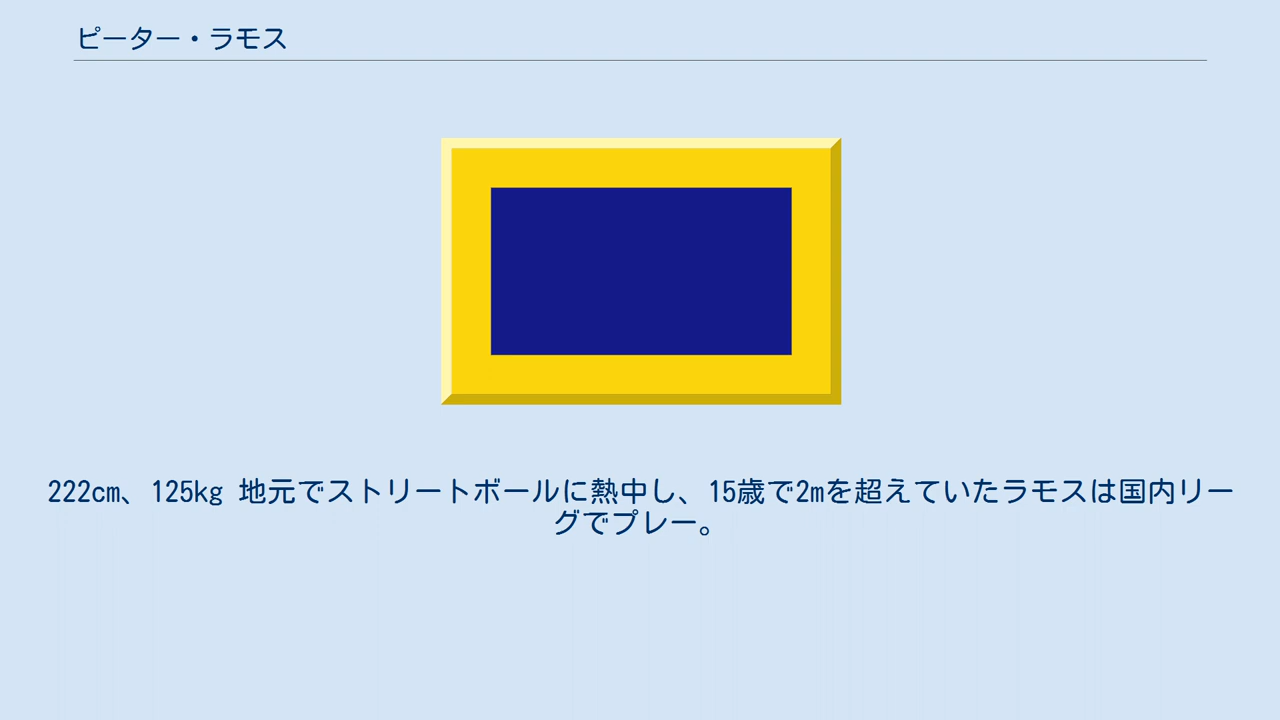 ピーター・ラモス
222cm、125kg 地元でストリートボールに熱中し、15歳で2mを超えていたラモスは国内リー
グでプレー。